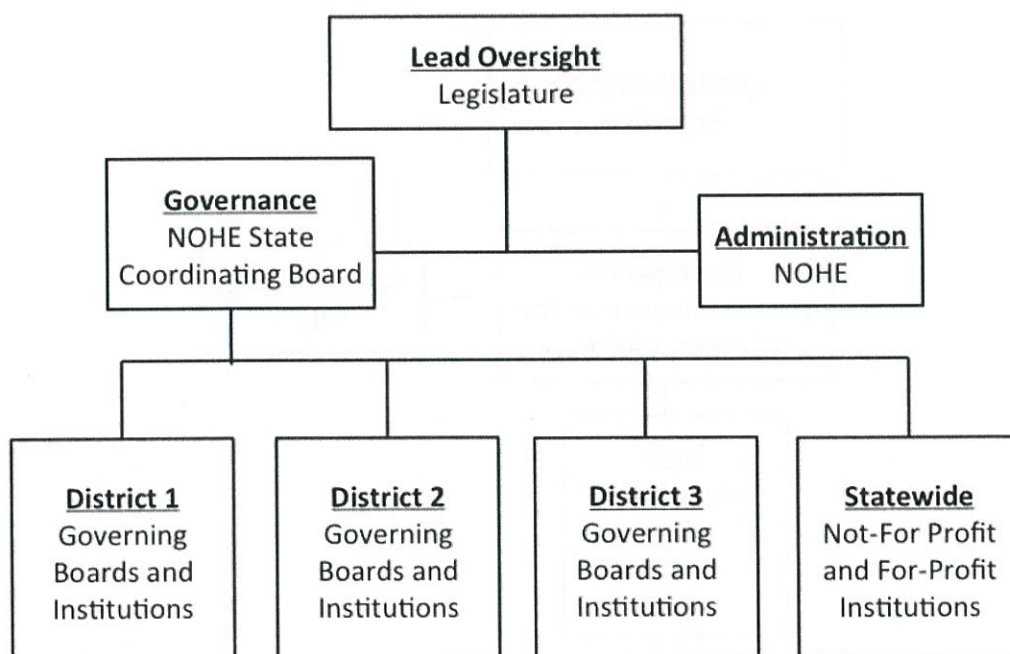 Lead Oversight
Legislature
Governance
NOHE State
Coordinating Board
Administration
NOHE
District 1
Governing
Boards and
Institutions
District 2
Governing
Boards and
Institutions
District 3
Governing
Boards and
Institutions
Statewide
Not-For Profit
and For-Profit
Institutions